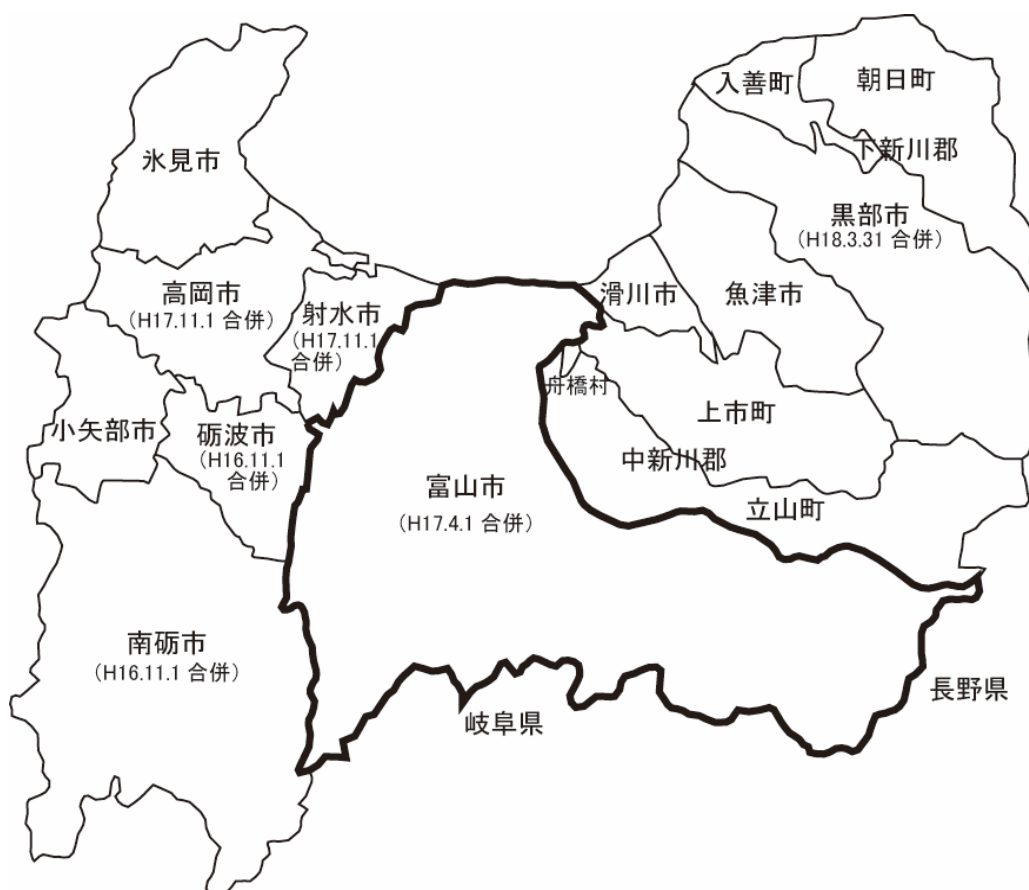 入善町
朝日町
下新川郡
氷見市
黒部市
(H18.3.31 合併)
高岡市
(H17.11.1 合併)
射水市
(H17.11.1
合併)
滑川市
魚津市
舟橋村
上市町
小矢部市
砺波市
(H16.11.1
合併)
中新川郡
富山市
(H17.4.1 合併)
立山町
南砺市
(H16.11.1 合併)
長野県
岐阜県